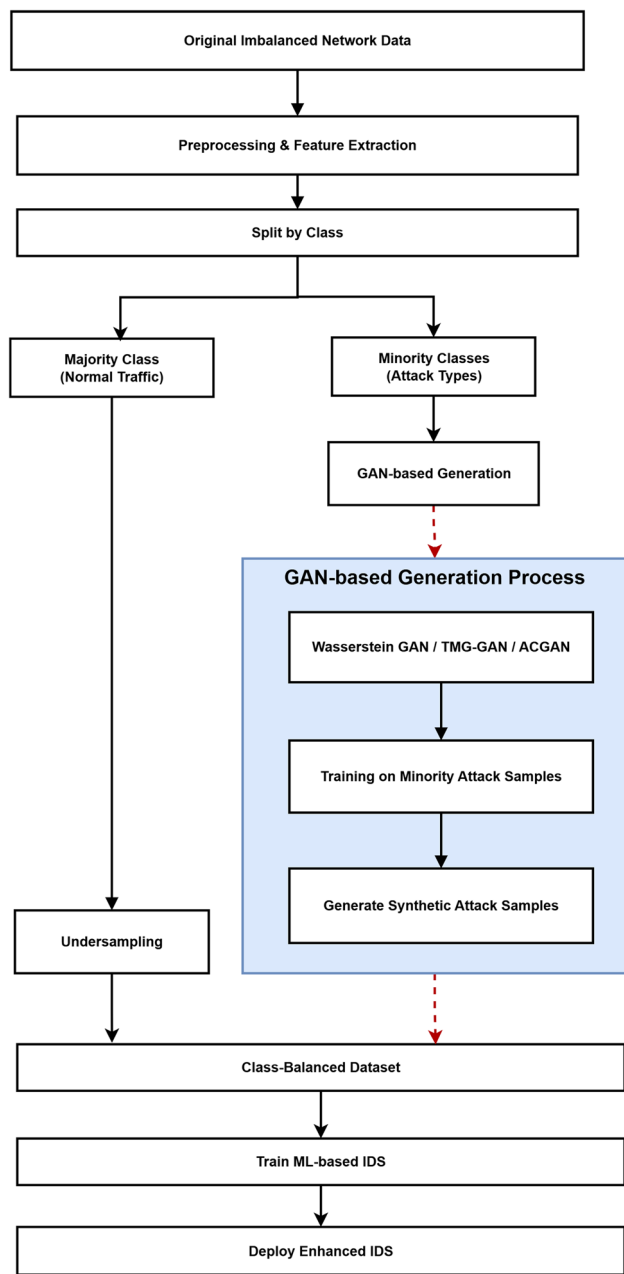 Original Imbalanced Network Data
Preprocessing & Feature Extraction
Split by Class
Majority Class
(Normal Traffic)
Minority Classes
(Attack Types)
GAN-based Generation
GAN-based Generation Process
Wasserstein GAN / TMG-GAN / ACGAN
Training on Minority Attack Samples
Generate Synthetic Attack Samples
Undersampling
Class-Balanced Dataset
Train ML-based IDS
Deploy Enhanced IDS